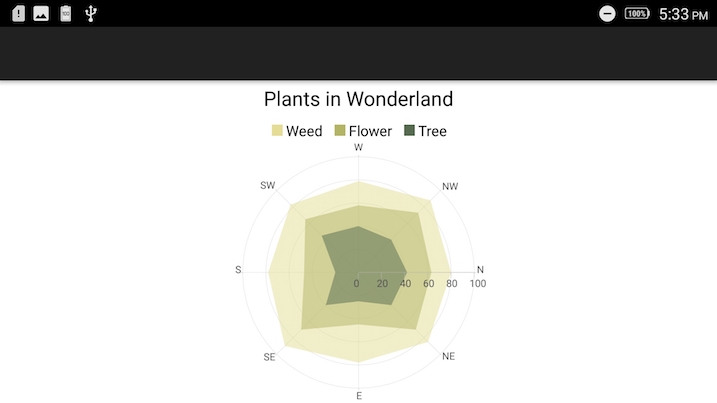 100% 5:33 PM
Plants in Wonderland
Weed Flower Tree
W
SW NW
S N
0 20 40 60 80 100
SE NE
E